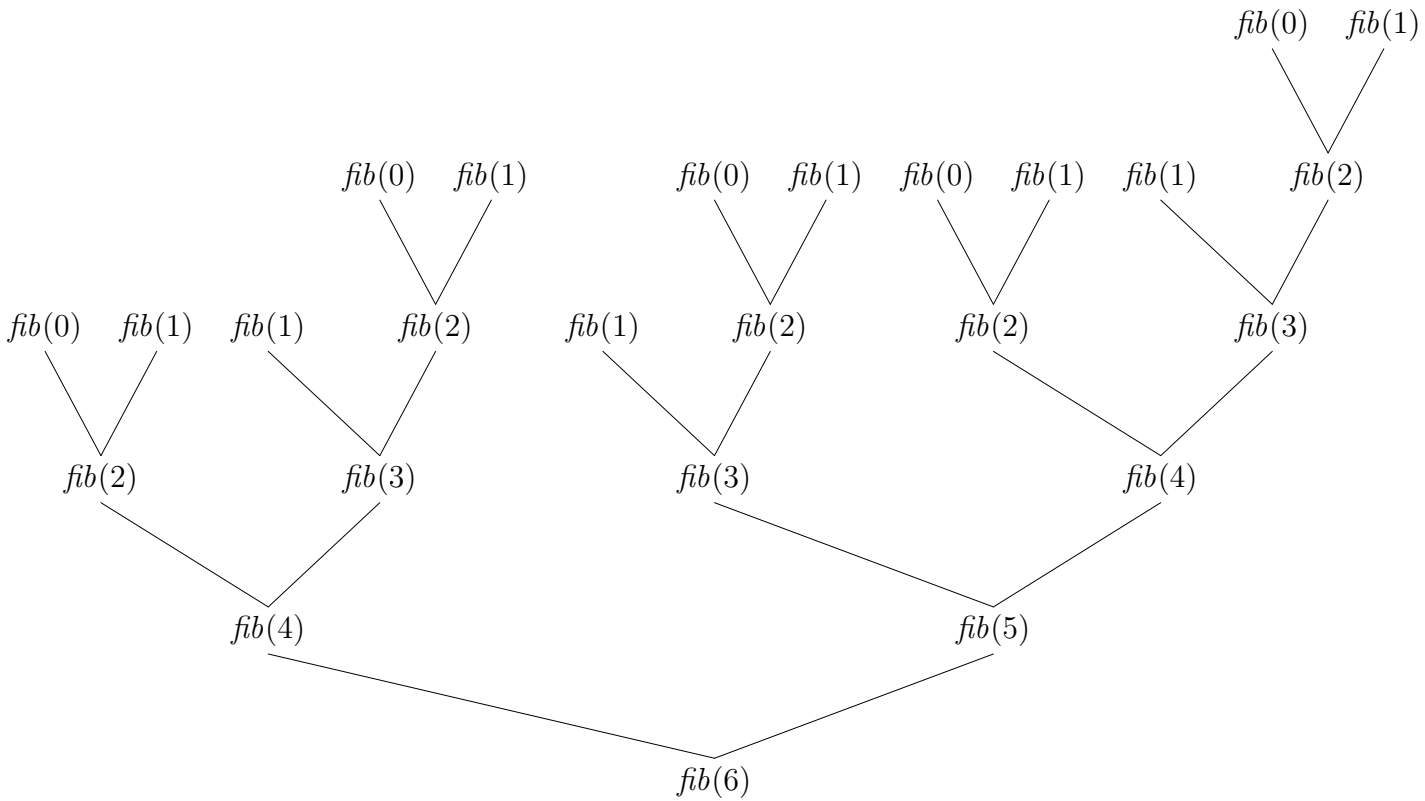 fib(0) fib(1)
fib(0) fib(1) fib(0) fib(1) fib(0) fib(1) fib(1) fib(2)
fib(0) fib(1) fib(1) fib(2) fib(1) fib(2) fib(2) fib(3)
fib(2) fib(3) fib(3) fib(4)
fib(4) fib(5)
fib(6)